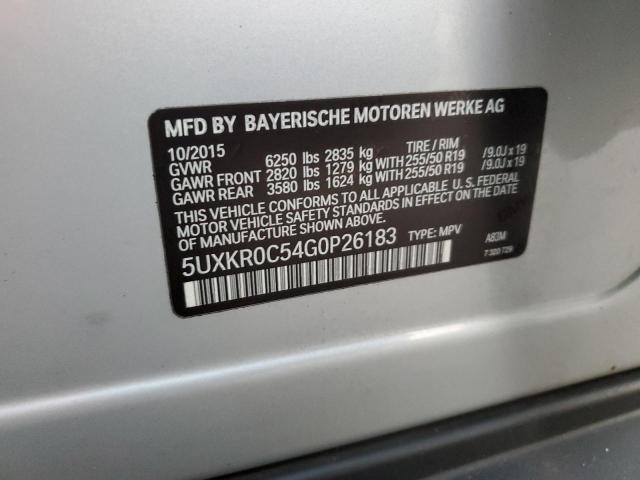 MFD BY BAYERISCHE MOTOREN WERKE AG
10/2015 TIRE / RIM
GVWR 6250 lbs 2835 kg
GAWR FRONT 2820 lbs 1279 kg WITH 255/50 R19 /9.0J x 19
GAWR REAR 3580 lbs 1624 kg WITH 255/50 R19 /9.0J x 19
THIS VEHICLE CONFORMS TO ALL APPLICABLE U.S. FEDERAL
MOTOR VEHICLE SAFETY STANDARDS IN EFFECT ON THE
DATE OF MANUFACTURE SHOWN ABOVE.
5UXKR0C54G0P26183 TYPE: MPV A83M
7 320 729